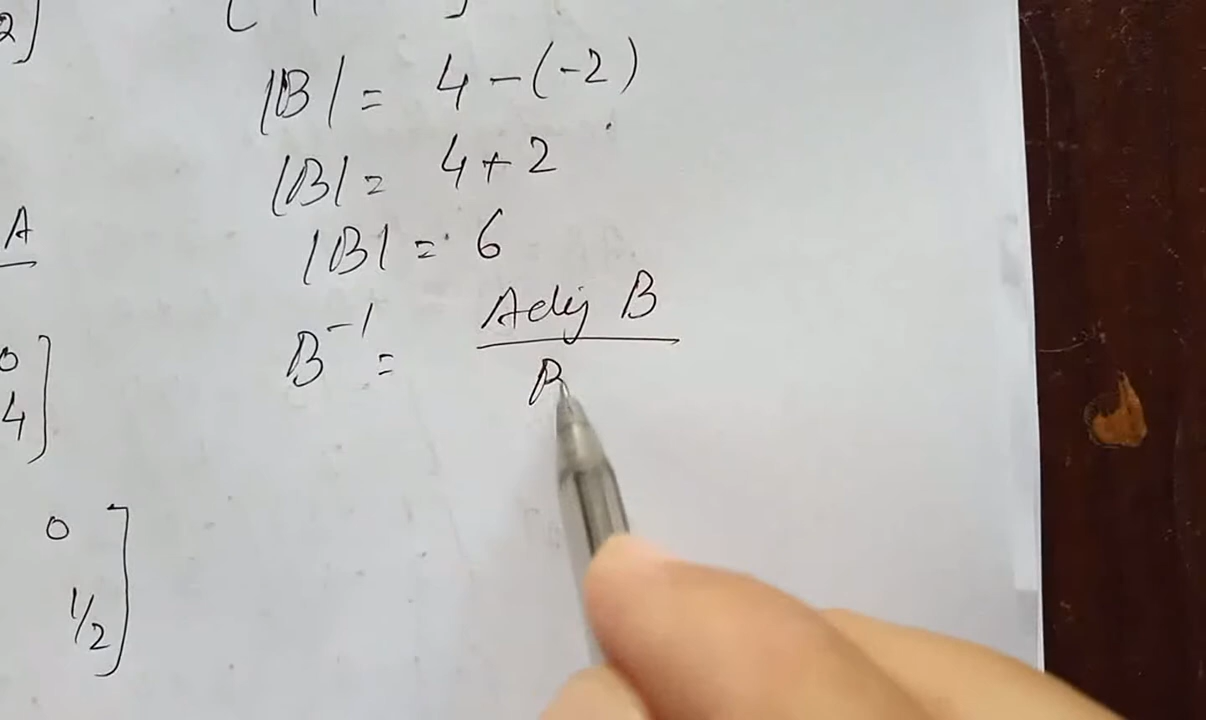 2]
|B| = 4 - (-2)
|B| = 4 + 2
A
|B| = 6
B⁻¹ = Adj B
B
0
4]
0
1/2]